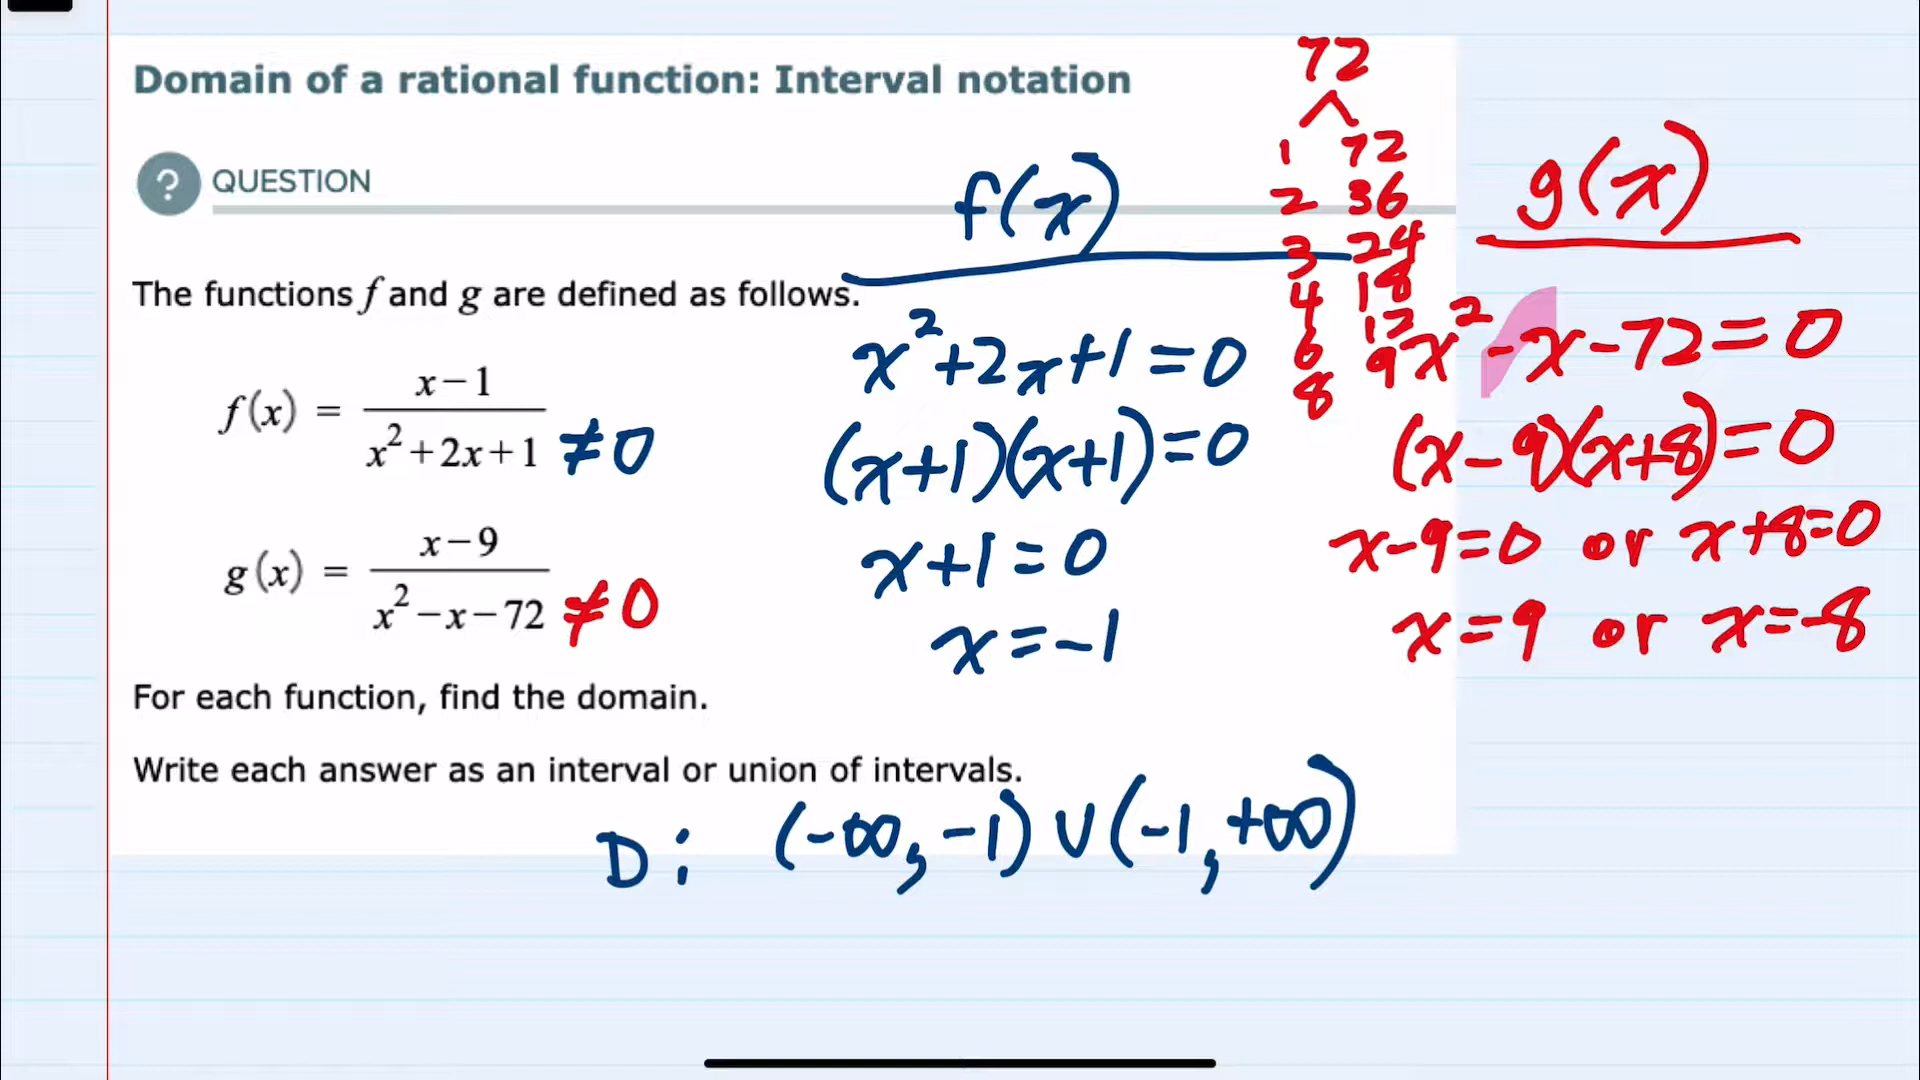 Domain of a rational function: Interval notation
? QUESTION
The functions f and g are defined as follows.
f(x) = x-1 / x²+2x+1 ≠0
g(x) = x-9 / x²-x-72 ≠0
For each function, find the domain.
Write each answer as an interval or union of intervals.
f(x)
x²+2x+1=0
(x+1)(x+1)=0
x+1=0
x=-1
72
1 72
2 36
3 24
4 18
6 12
8 9
g(x)
x²-x-72=0
(x-9)(x+8)=0
x-9=0 or x+8=0
x=9 or x=-8
D: (-∞,-1)∪(-1,+∞)